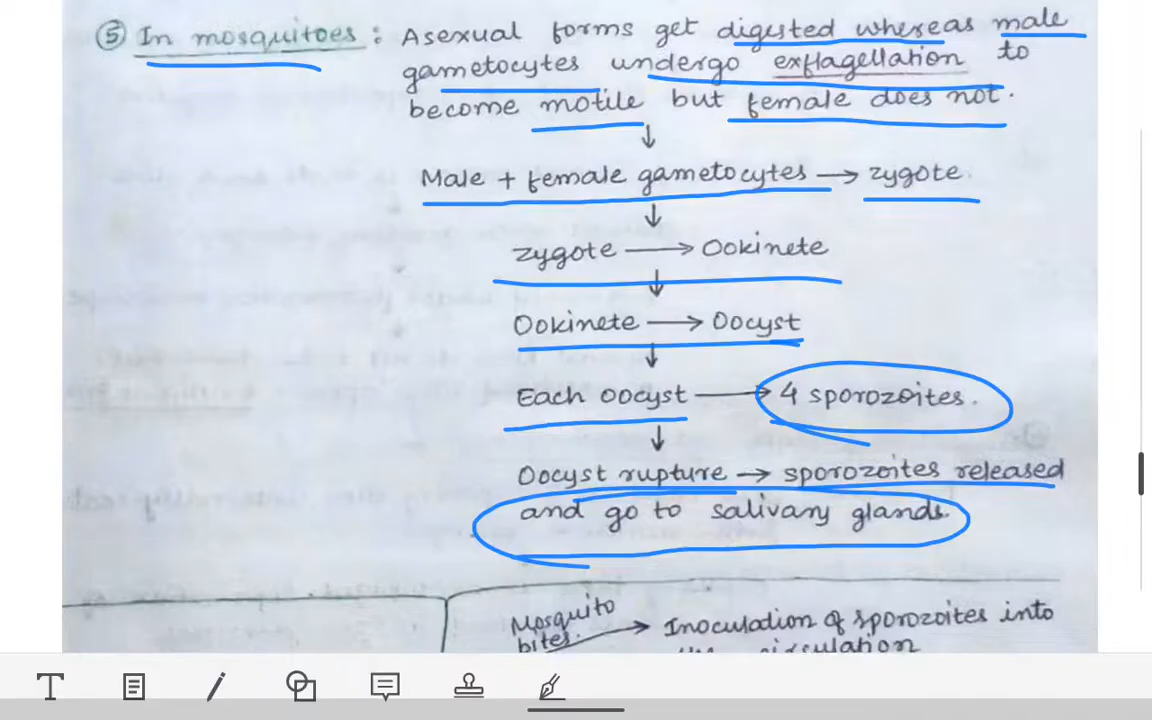 ⑤ In mosquitoes : Asexual forms get digested whereas male
gametocytes undergo exflagellation to
become motile but female does not.
↓
Male + female gametocytes → zygote.
↓
zygote → Ookinete
↓
Ookinete → Oocyst
↓
Each Oocyst → 4 sporozoites.
↓
Oocyst rupture → sporozoites released
and go to salivary glands.
Mosquito
bites. → Inoculation of sporozoites into
circulation
T